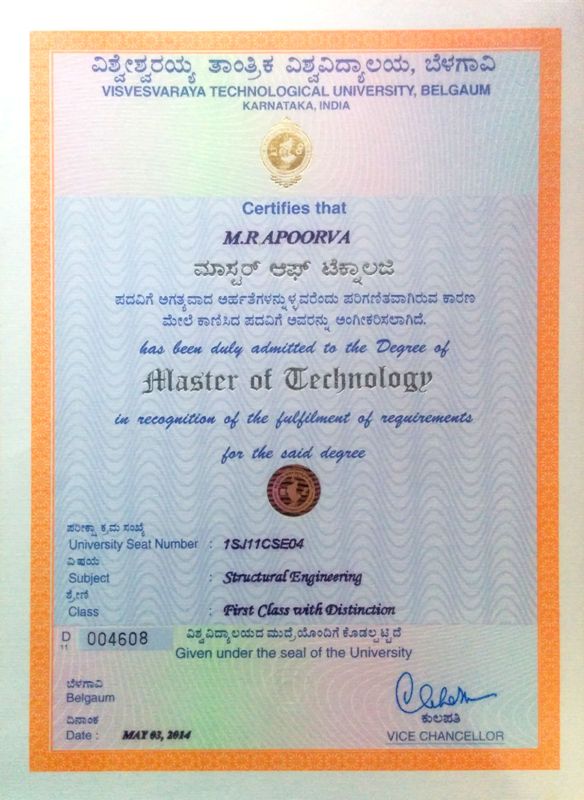 ವಿಶ್ವೇಶ್ವರಯ್ಯ ತಾಂತ್ರಿಕ ವಿಶ್ವವಿದ್ಯಾಲಯ, ಬೆಳಗಾವಿ
VISVESVARAYA TECHNOLOGICAL UNIVERSITY, BELGAUM
KARNATAKA, INDIA
Certifies that
M.R APOORVA
ಮಾಸ್ಟರ್ ಆಫ್ ಟೆಕ್ನಾಲಜಿ
ಪದವಿಗೆ ಅಗತ್ಯವಾದ ಅರ್ಹತೆಗಳನ್ನುಳ್ಳವರೆಂದು ಪರಿಗಣಿತವಾಗಿರುವ ಕಾರಣ
ಮೇಲೆ ಕಾಣಿಸಿದ ಪದವಿಗೆ ಅವರನ್ನು ಅಂಗೀಕರಿಸಲಾಗಿದೆ.
has been duly admitted to the Degree of
Master of Technology
in recognition of the fulfilment of requirements
for the said degree
ಪರೀಕ್ಷಾ ಕ್ರಮ ಸಂಖ್ಯೆ
University Seat Number : 1SJ11CSE04
ವಿಷಯ
Subject : Structural Engineering
ಶ್ರೇಣಿ
Class : First Class with Distinction
D 11 004608 ವಿಶ್ವವಿದ್ಯಾಲಯದ ಮುದ್ರೆಯೊಂದಿಗೆ ಕೊಡಲ್ಪಟ್ಟಿದೆ
Given under the seal of the University
ಬೆಳಗಾವಿ
Belgaum
ದಿನಾಂಕ ಕುಲಪತಿ
Date : MAY 03, 2014 VICE CHANCELLOR